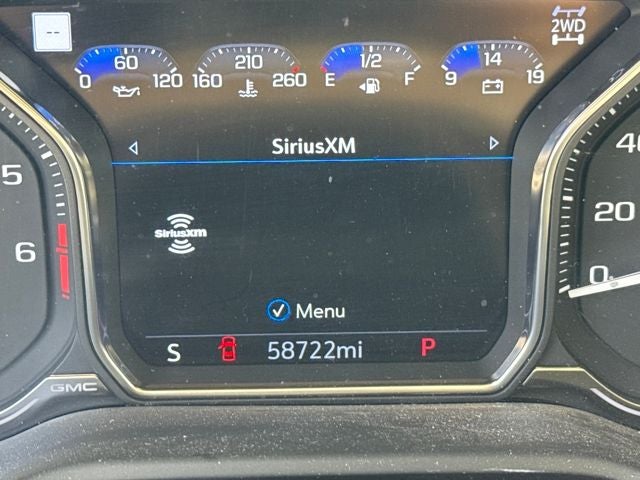 --
2WD
60 210 1/2 14
0 120 160 260 E F 9 19
SiriusXM
5
6
40
20
0
SiriusXM
Menu
S 58722mi P
GMC